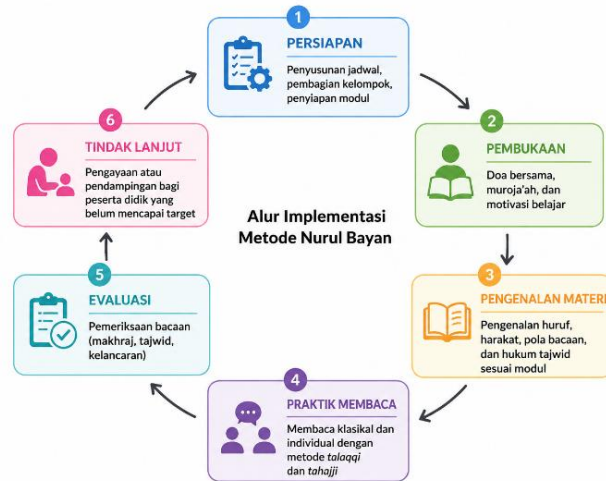 1
PERSIAPAN
Penyusunan jadwal,
pembagian kelompok,
penyiapan modul
2
PEMBUKAAN
Doa bersama,
muroja'ah, dan
motivasi belajar
3
PENGENALAN MATERI
Pengenalan huruf,
harakat, pola bacaan,
dan hukum tajwid
sesuai modul
4
PRAKTIK MEMBACA
Membaca klasikal dan
individual dengan
metode talaqqi
dan tahajji
5
EVALUASI
Pemeriksaan bacaan
(makhraj, tajwid,
kelancaran)
6
TINDAK LANJUT
Pengayaan atau
pendampingan bagi
peserta didik yang
belum mencapai target
Alur Implementasi
Metode Nurul Bayan